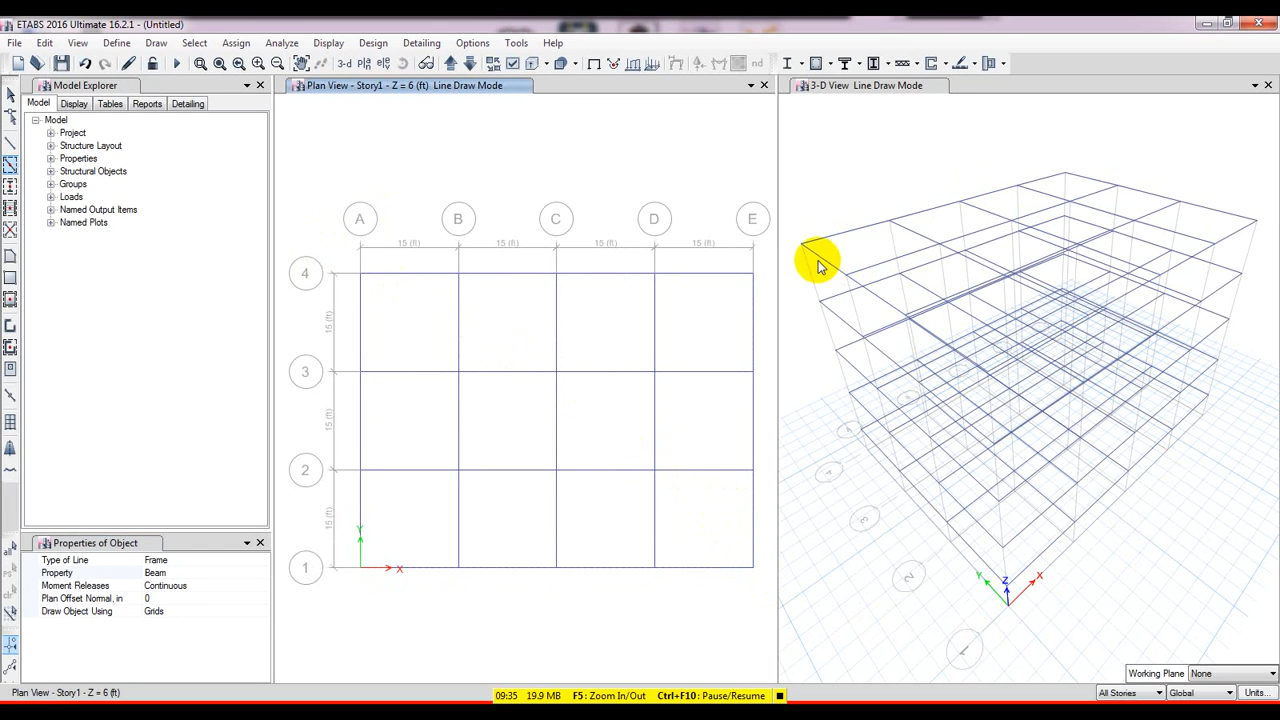 ETABS 2016 Ultimate 16.2.1 - (Untitled)
File Edit View Define Draw Select Assign Analyze Display Design Detailing Options Tools Help
3-d nd
Model Explorer
Model Display Tables Reports Detailing
Model
Project
Structure Layout
Properties
Structural Objects
Groups
Loads
Named Output Items
Named Plots
Properties of Object
Type of Line Frame
Property Beam
Moment Releases Continuous
Plan Offset Normal, in 0
Draw Object Using Grids
Plan View - Story1 - Z = 6 (ft) Line Draw Mode
A B C D E
15 (ft) 15 (ft) 15 (ft) 15 (ft)
4
15 (ft)
3
15 (ft)
2
15 (ft)
1
Y
X
3-D View Line Draw Mode
4
3
2
1
Y Z X
Working Plane None
Plan View - Story1 - Z = 6 (ft)
09:35 19.9 MB F5: Zoom In/Out Ctrl+F10: Pause/Resume
All Stories Global Units...